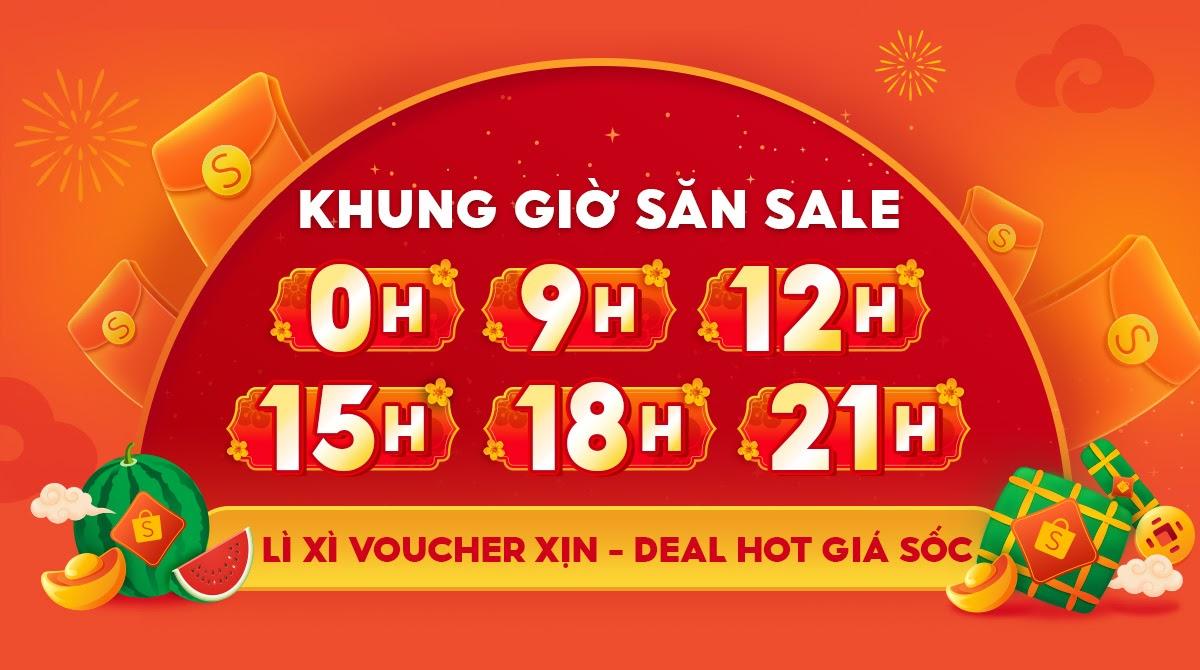 KHUNG GIỜ SĂN SALE
0H 9H 12H
15H 18H 21H
LÌ XÌ VOUCHER XỊN - DEAL HOT GIÁ SỐC